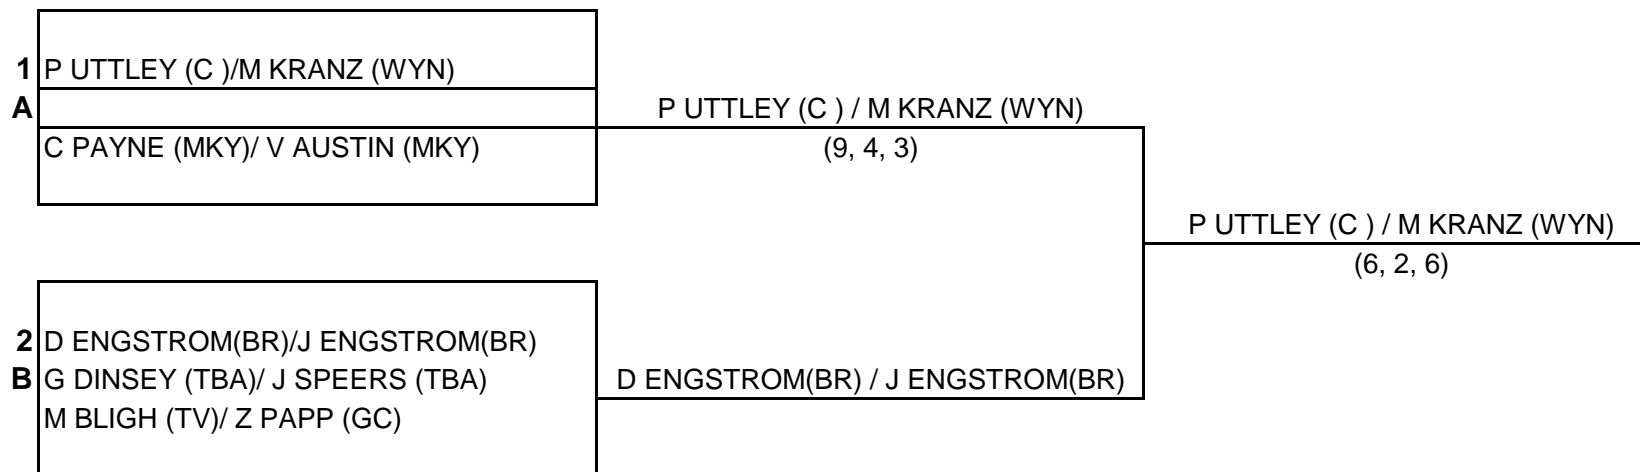 1 P UTTLEY (C )/M KRANZ (WYN)
A P UTTLEY (C ) / M KRANZ (WYN)
C PAYNE (MKY)/ V AUSTIN (MKY) (9, 4, 3)
P UTTLEY (C ) / M KRANZ (WYN)
(6, 2, 6)
2 D ENGSTROM(BR)/J ENGSTROM(BR)
B G DINSEY (TBA)/ J SPEERS (TBA) D ENGSTROM(BR) / J ENGSTROM(BR)
M BLIGH (TV)/ Z PAPP (GC)